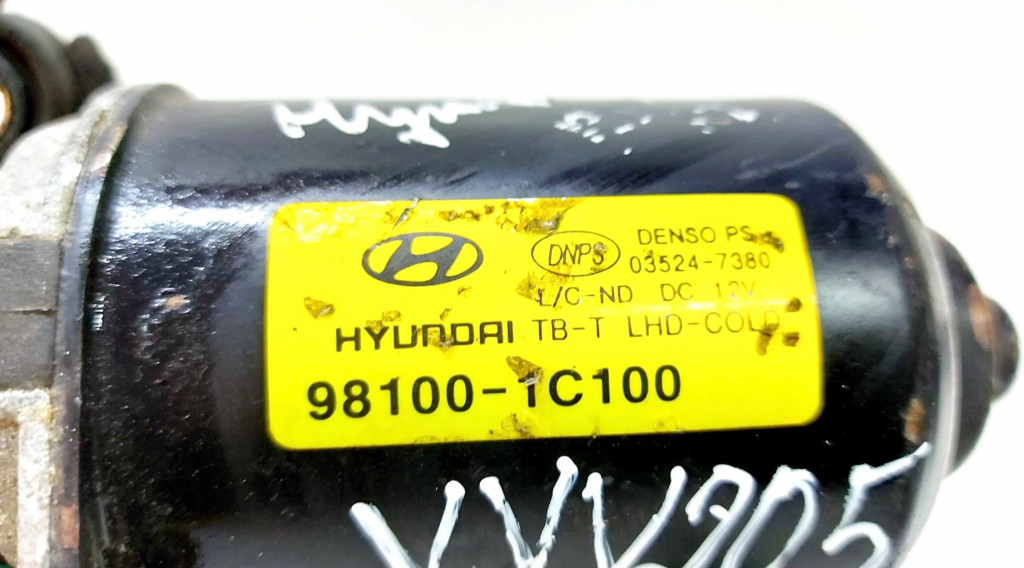 DNPS
DENSO PS
03524-7380
L/C-ND DC 12V
HYUNDAI TB-T LHD-COLD
98100-1C100